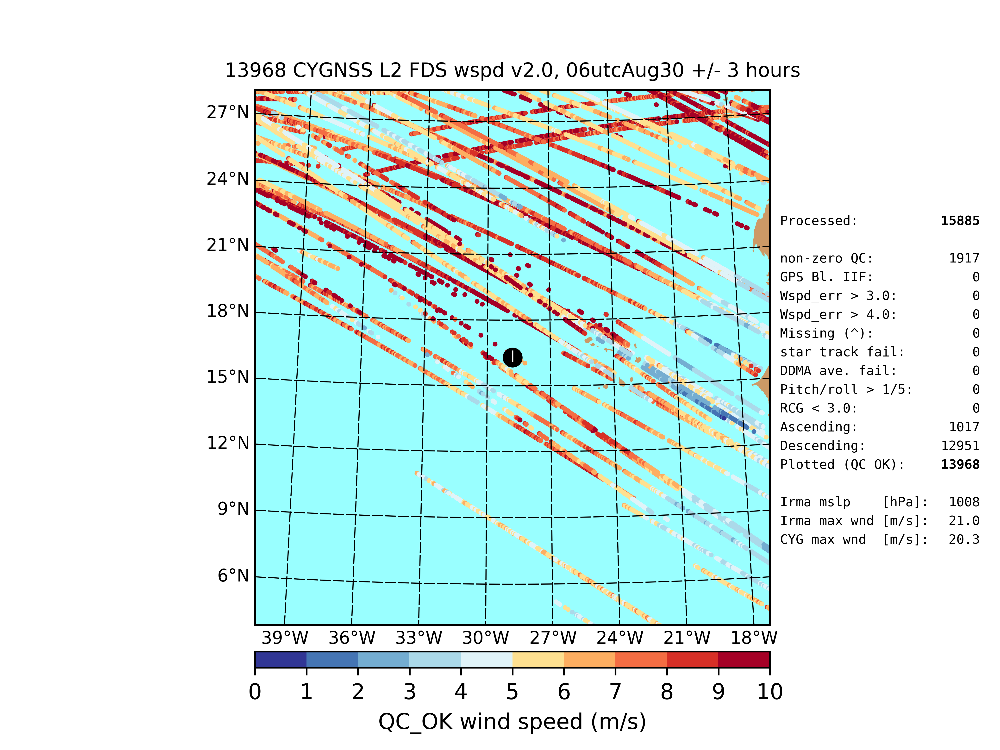 13968 CYGNSS L2 FDS wspd v2.0, 06utcAug30 +/- 3 hours
27°N
24°N
21°N
18°N
15°N
12°N
9°N
6°N
I
39°W 36°W 33°W 30°W 27°W 24°W 21°W 18°W
0 1 2 3 4 5 6 7 8 9 10
QC_OK wind speed (m/s)
Processed: 15885
non-zero QC: 1917
GPS Bl. IIF: 0
Wspd_err > 3.0: 0
Wspd_err > 4.0: 0
Missing (^): 0
star track fail: 0
DDMA ave. fail: 0
Pitch/roll > 1/5: 0
RCG < 3.0: 0
Ascending: 1017
Descending: 12951
Plotted (QC OK): 13968
Irma mslp [hPa]: 1008
Irma max wnd [m/s]: 21.0
CYG max wnd [m/s]: 20.3